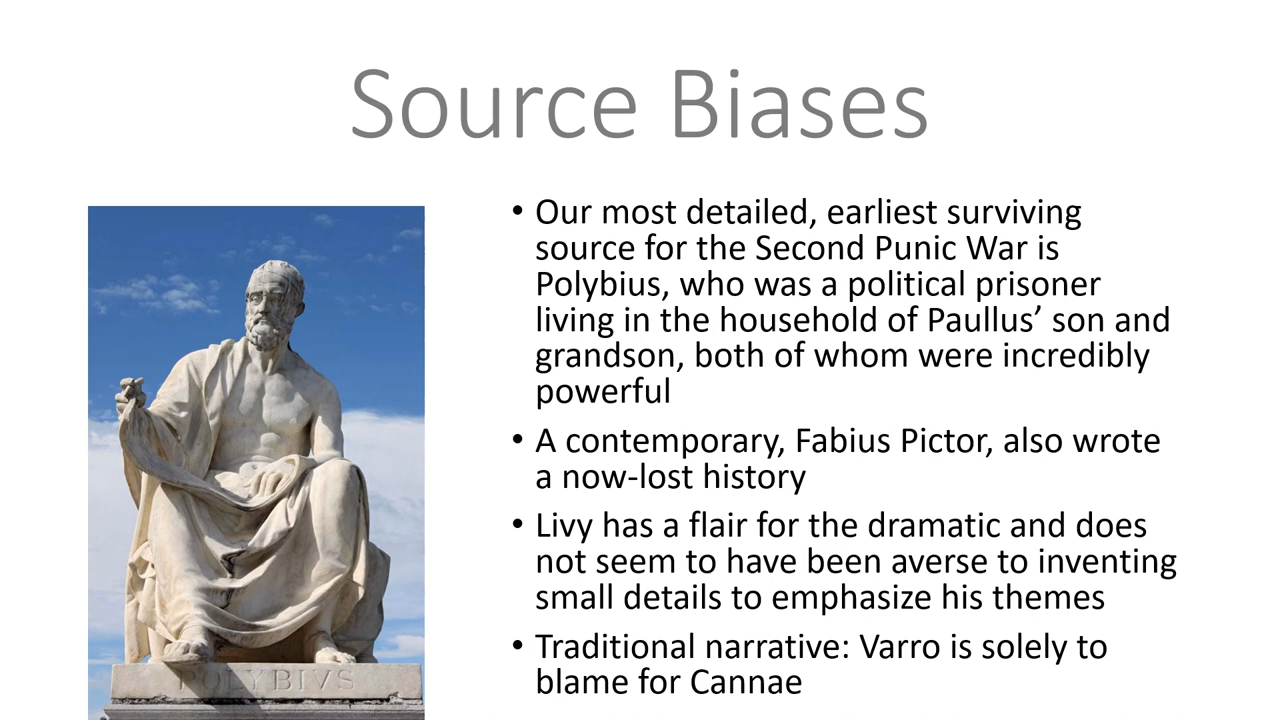 Source Biases
• Our most detailed, earliest surviving
source for the Second Punic War is
Polybius, who was a political prisoner
living in the household of Paullus’ son and
grandson, both of whom were incredibly
powerful
• A contemporary, Fabius Pictor, also wrote
a now-lost history
• Livy has a flair for the dramatic and does
not seem to have been averse to inventing
small details to emphasize his themes
• Traditional narrative: Varro is solely to
blame for Cannae
POLYBIVS